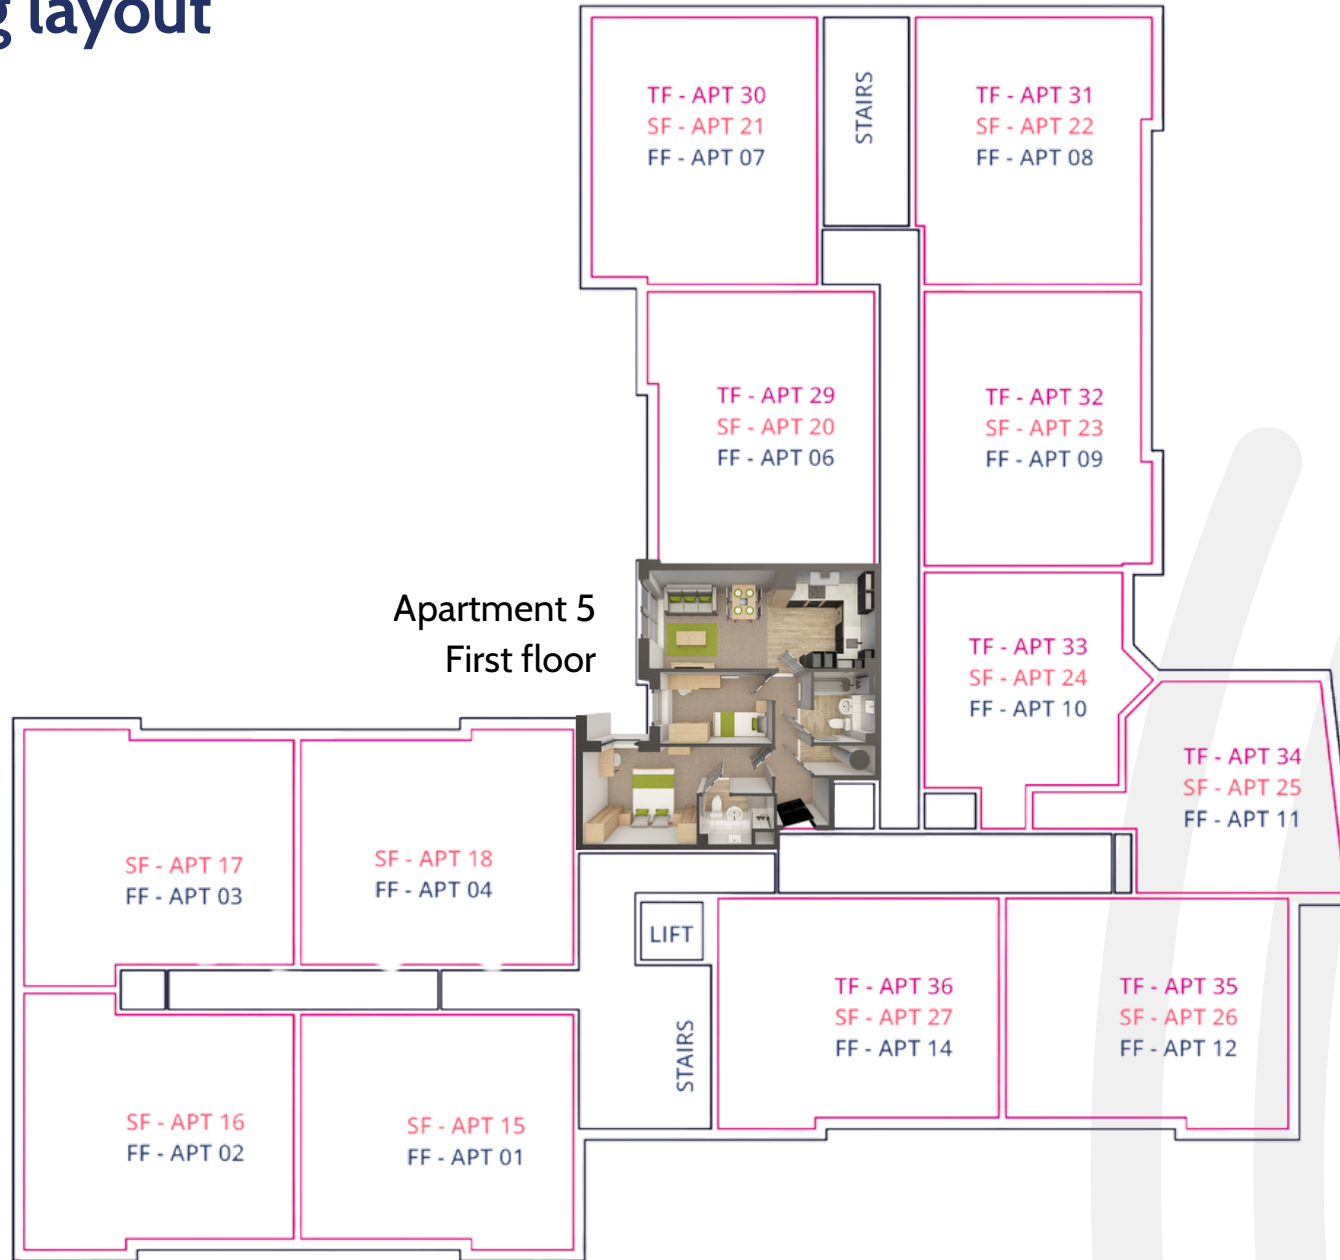 g layout
TF - APT 30
SF - APT 21
FF - APT 07
STAIRS
TF - APT 31
SF - APT 22
FF - APT 08
TF - APT 29
SF - APT 20
FF - APT 06
TF - APT 32
SF - APT 23
FF - APT 09
Apartment 5
First floor
TF - APT 33
SF - APT 24
FF - APT 10
TF - APT 34
SF - APT 25
FF - APT 11
SF - APT 17
FF - APT 03
SF - APT 18
FF - APT 04
LIFT
STAIRS
TF - APT 36
SF - APT 27
FF - APT 14
TF - APT 35
SF - APT 26
FF - APT 12
SF - APT 16
FF - APT 02
SF - APT 15
FF - APT 01